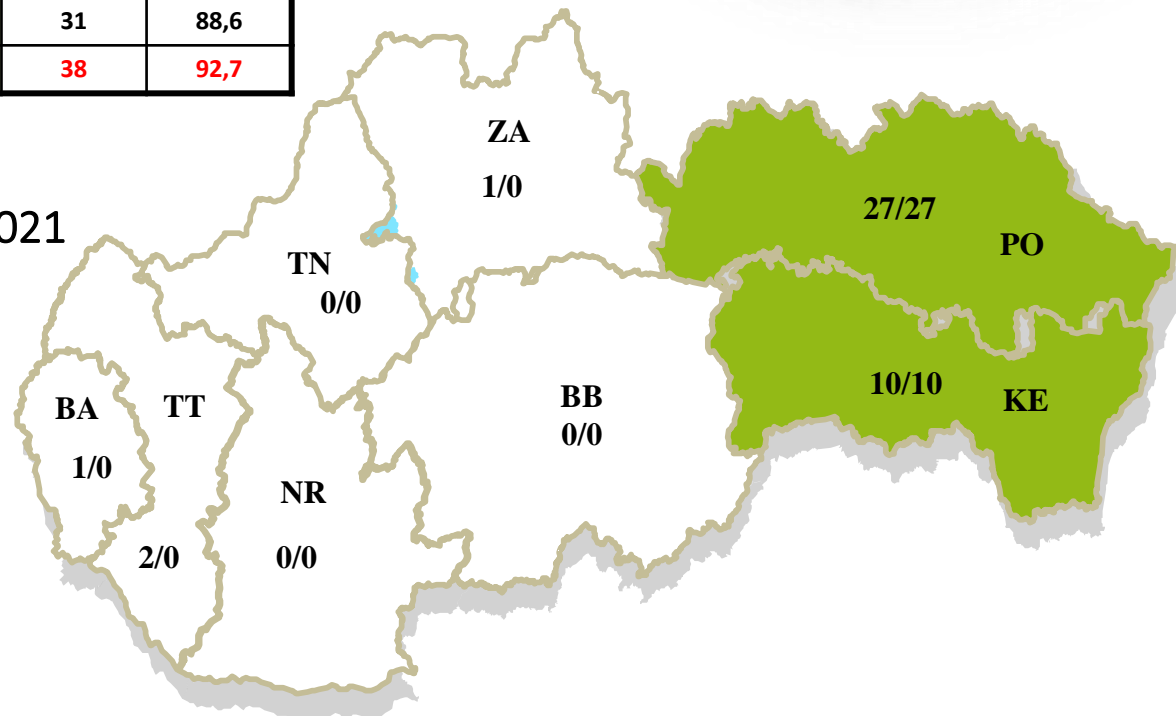 31 88,6
38 92,7
ZA
1/0
27/27
PO
021
TN
0/0
10/10
KE
BB
0/0
BA
1/0
TT
2/0
NR
0/0